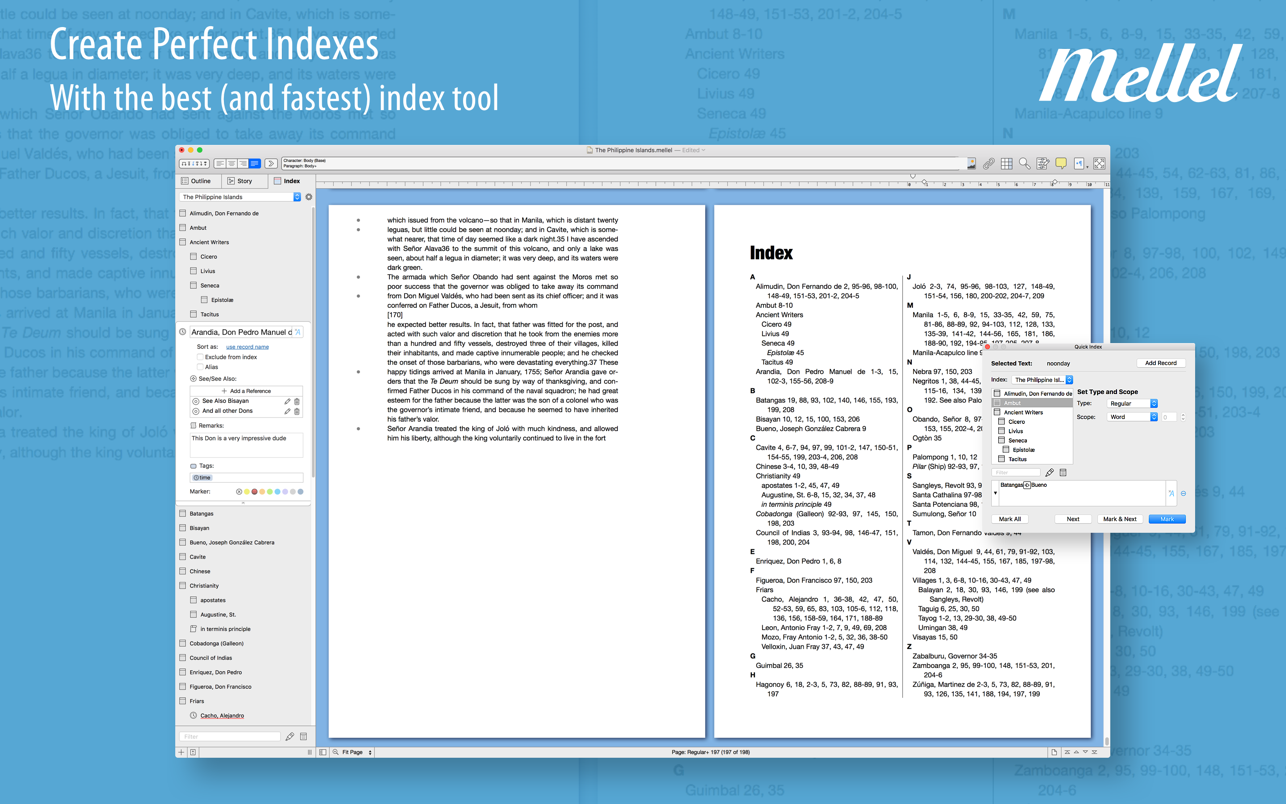 Create Perfect Indexes
With the best (and fastest) index tool
Mellel
The Philippine Islands.mellel — Edited
Character: Body (Base)
Paragraph: Body+
Outline
Story
Index
The Philippine Islands
Alimudin, Don Fernando de
Ambut
Ancient Writers
Cicero
Livius
Seneca
Epistolæ
Tacitus
Arandia, Don Pedro Manuel d
Sort as: use record name
Exclude from index
Alias
See/See Also:
+ Add a Reference
See Also Bisayan
And all other Dons
Remarks:
This Don is a very impressive dude
Tags:
time
Marker:
Batangas
Bisayan
Bueno, Joseph González Cabrera
Cavite
Chinese
Christianity
apostates
Augustine, St.
in terminis principle
Cobadonga (Galleon)
Council of Indias
Enriquez, Don Pedro
Figueroa, Don Francisco
Friars
Cacho, Alejandro
Filter
Fit Page
Page: Regular+ 197 (197 of 198)
which issued from the volcano—so that in Manila, which is distant twenty
leguas, but little could be seen at noonday; and in Cavite, which is some-
what nearer, that time of day seemed like a dark night.35 I have ascended
with Señor Alava36 to the summit of this volcano, and only a lake was
seen, about half a legua in diameter; it was very deep, and its waters were
dark green.
The armada which Señor Obando had sent against the Moros met so
poor success that the governor was obliged to take away its command
from Don Miguel Valdés, who had been sent as its chief officer; and it was
conferred on Father Ducos, a Jesuit, from whom
[170]
he expected better results. In fact, that father was fitted for the post, and
acted with such valor and discretion that he took from the enemies more
than a hundred and fifty vessels, destroyed three of their villages, killed
their inhabitants, and made captive innumerable people; and he checked
the onset of those barbarians, who were devastating everything.37 These
happy tidings arrived at Manila in January, 1755; Señor Arandia gave or-
ders that the Te Deum should be sung by way of thanksgiving, and con-
firmed Father Ducos in his command of the naval squadron; he had great
esteem for the father because the latter was the son of a colonel who was
the governor's intimate friend, and because he seemed to have inherited
his father's valor.
Señor Arandia treated the king of Joló with much kindness, and allowed
him his liberty, although the king voluntarily continued to live in the fort
Index
A
Alimudin, Don Fernando de 2, 95-96, 98-100,
148-49, 151-53, 201-2, 204-5
Ambut 8-10
Ancient Writers
Cicero 49
Livius 49
Seneca 49
Epistolæ 45
Tacitus 49
Arandia, Don Pedro Manuel de 1-3, 15,
102-3, 155-56, 208-9
B
Batangas 19, 88, 93, 102, 140, 146, 155, 193,
199, 208
Bisayan 10, 12, 15, 100, 153, 206
Bueno, Joseph González Cabrera 9
C
Cavite 4, 6-7, 94, 97, 99, 101-2, 147, 150-51,
154-55, 199, 203-4, 206, 208
Chinese 3-4, 10, 39, 48-49
Christianity 49
apostates 1-2, 45, 47, 49
Augustine, St. 6-8, 15, 32, 34, 37, 48
in terminis principle 49
Cobadonga (Galleon) 92-93, 97, 145, 150,
198, 203
Council of Indias 3, 93-94, 98, 146-47, 151,
198, 200, 204
E
Enriquez, Don Pedro 1, 6, 8
F
Figueroa, Don Francisco 97, 150, 203
Friars
Cacho, Alejandro 1, 36-38, 42, 47, 50,
52-53, 59, 65, 83, 103, 105-6, 112, 118,
136, 156, 158-59, 164, 171, 188-89
Leon, Antonio Fray 1-2, 7, 9, 49, 69, 208
Mozo, Fray Antonio 1-2, 5, 32, 36, 38-50
Velloxin, Juan Fray 37, 43, 47, 49
G
Guimbal 26, 35
H
Hagonoy 6, 18, 2-3, 5, 73, 82, 88-89, 91, 93,
197
J
Joló 2-3, 74, 95-96, 98-103, 127, 148-49,
151-54, 156, 180, 200-202, 204-7, 209
M
Manila 1-5, 6, 8-9, 15, 33-35, 42, 59, 75,
81-86, 88-89, 92, 94-103, 112, 128, 133,
135-39, 141-42, 144-56, 165, 181, 186,
Manila-Acapulco line 9
N
Nebra 97, 150, 203
Negritos 1, 38, 44-45,
115-16, 134, 139,
192. See also Palom
O
Obando, Señor 8, 97-
153, 155, 202-4, 20
Ogtòn 35
P
Palompong 1, 10, 12
Pilar (Ship) 92-93, 97,
S
Sangleys, Revolt 93, 9
Santa Cathalina 97-98
Santa Potenciana 98,
Sumulong, Señor 10
T
Tamon, Don Fernando Valdés 9, 44
V
Valdés, Don Miguel 9, 44, 61, 79, 91-92, 103,
114, 132, 144-45, 155, 167, 185, 197-98,
208
Villages 1, 3, 6-8, 10-16, 30-43, 47, 49
Balayan 2, 18, 30, 93, 146, 199 (see also
Sangleys, Revolt)
Taguig 6, 25, 30, 50
Tayog 1-2, 13, 29-30, 38, 49-50
Umingan 38, 49
Visayas 15, 50
Z
Zabalburu, Governor 34-35
Zamboanga 2, 95, 99-100, 148, 151-53, 201,
204-6
Zúñiga, Martinez de 2-3, 5, 73, 82, 88-89, 91,
93, 126, 135, 141, 188, 194, 197, 199
Quick Index
Selected Text: noonday
Add Record
Index: The Philippine Isl...
Alimudin, Don Fernando de
Ambut
Ancient Writers
Cicero
Livius
Seneca
Epistolæ
Tacitus
Set Type and Scope
Type: Regular
Scope: Word
0
Filter
Batangas Bueno
Mark All
Next
Mark & Next
Mark